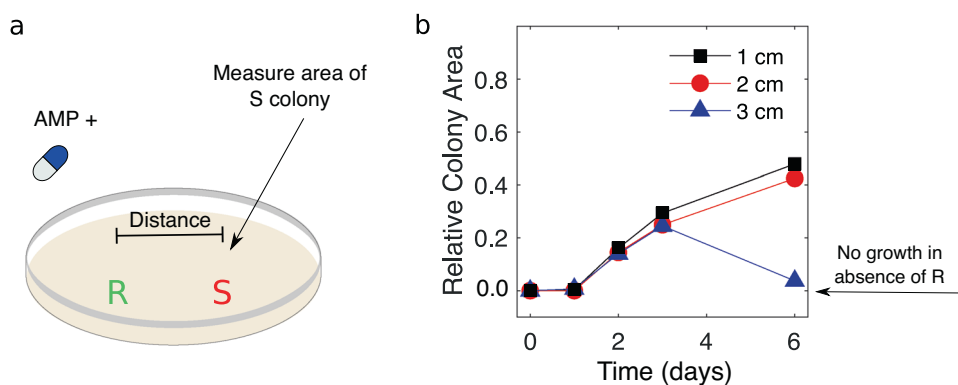 a
Measure area of
S colony
AMP +
Distance
R
S
b
Relative Colony Area
0.8
0.6
0.4
0.2
0.0
1 cm
2 cm
3 cm
No growth in
absence of R
0
2
4
6
Time (days)